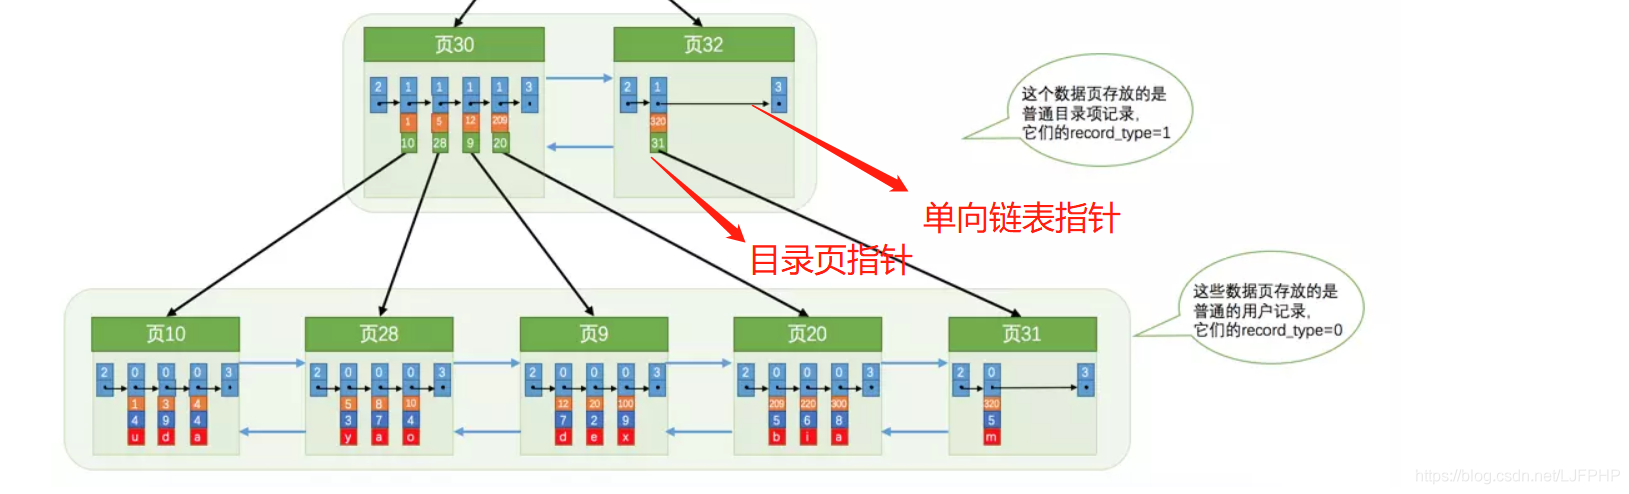 页30
页32
2 1 1 1 1 3
1 5 12 209
10 28 9 20
2 1 3
320
31
这个数据页存放的是
普通目录项记录,
它们的record_type=1
单向链表指针
目录页指针
这些数据页存放的是
普通的用户记录,
它们的record_type=0
页10
页28
页9
页20
页31
2 0 0 0 3
1 3 4
4 9 4
u d a
2 0 0 0 3
5 8 10
3 7 4
y a o
2 0 0 0 3
12 20 100
7 2 9
d e x
2 0 0 0 3
209 220 300
5 6 8
b i a
2 0 3
320
5
m
https://blog.csdn.net/LJFPHP